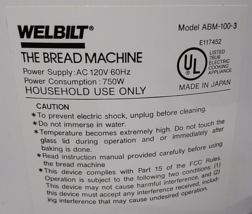 WELBILT®
Model ABM-100-3
THE BREAD MACHINE
E117452
Power Supply: AC 120V 60Hz
Power Consumption: 750W
HOUSEHOLD USE ONLY
UL
LISTED
ELECTRIC
COOKING
APPLIANCE
MADE IN JAPAN
CAUTION
★To prevent electric shock, unplug before cleaning.
★Do not immerse in water.
★Temperature becomes extremely high. Do not touch the
glass lid during operation and or immediately after
baking is done.
★Read instruction manual provided carefully before using
the bread machine.
★This device complies with Part 15 of the FCC Rules.
Operation is subject to the following two conditions: (1)
This device may not cause harmful interference, and (2)
this device must accept any interference received, includ-
ing interference that may cause